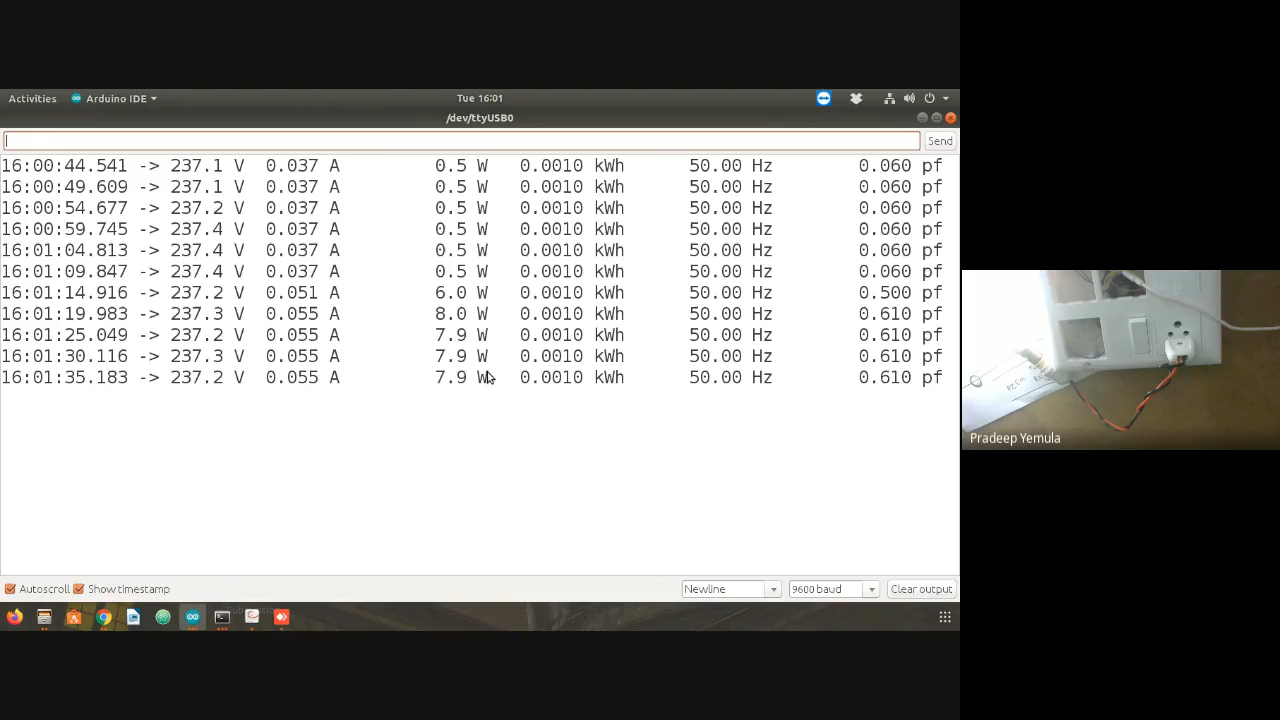 Activities Arduino IDE Tue 16:01
/dev/ttyUSB0
Send
16:00:44.541 -> 237.1 V 0.037 A 0.5 W 0.0010 kWh 50.00 Hz 0.060 pf
16:00:49.609 -> 237.1 V 0.037 A 0.5 W 0.0010 kWh 50.00 Hz 0.060 pf
16:00:54.677 -> 237.2 V 0.037 A 0.5 W 0.0010 kWh 50.00 Hz 0.060 pf
16:00:59.745 -> 237.4 V 0.037 A 0.5 W 0.0010 kWh 50.00 Hz 0.060 pf
16:01:04.813 -> 237.4 V 0.037 A 0.5 W 0.0010 kWh 50.00 Hz 0.060 pf
16:01:09.847 -> 237.4 V 0.037 A 0.5 W 0.0010 kWh 50.00 Hz 0.060 pf
16:01:14.916 -> 237.2 V 0.051 A 6.0 W 0.0010 kWh 50.00 Hz 0.500 pf
16:01:19.983 -> 237.3 V 0.055 A 8.0 W 0.0010 kWh 50.00 Hz 0.610 pf
16:01:25.049 -> 237.2 V 0.055 A 7.9 W 0.0010 kWh 50.00 Hz 0.610 pf
16:01:30.116 -> 237.3 V 0.055 A 7.9 W 0.0010 kWh 50.00 Hz 0.610 pf
16:01:35.183 -> 237.2 V 0.055 A 7.9 W 0.0010 kWh 50.00 Hz 0.610 pf
Autoscroll Show timestamp Newline 9600 baud Clear output
Pradeep Yemula